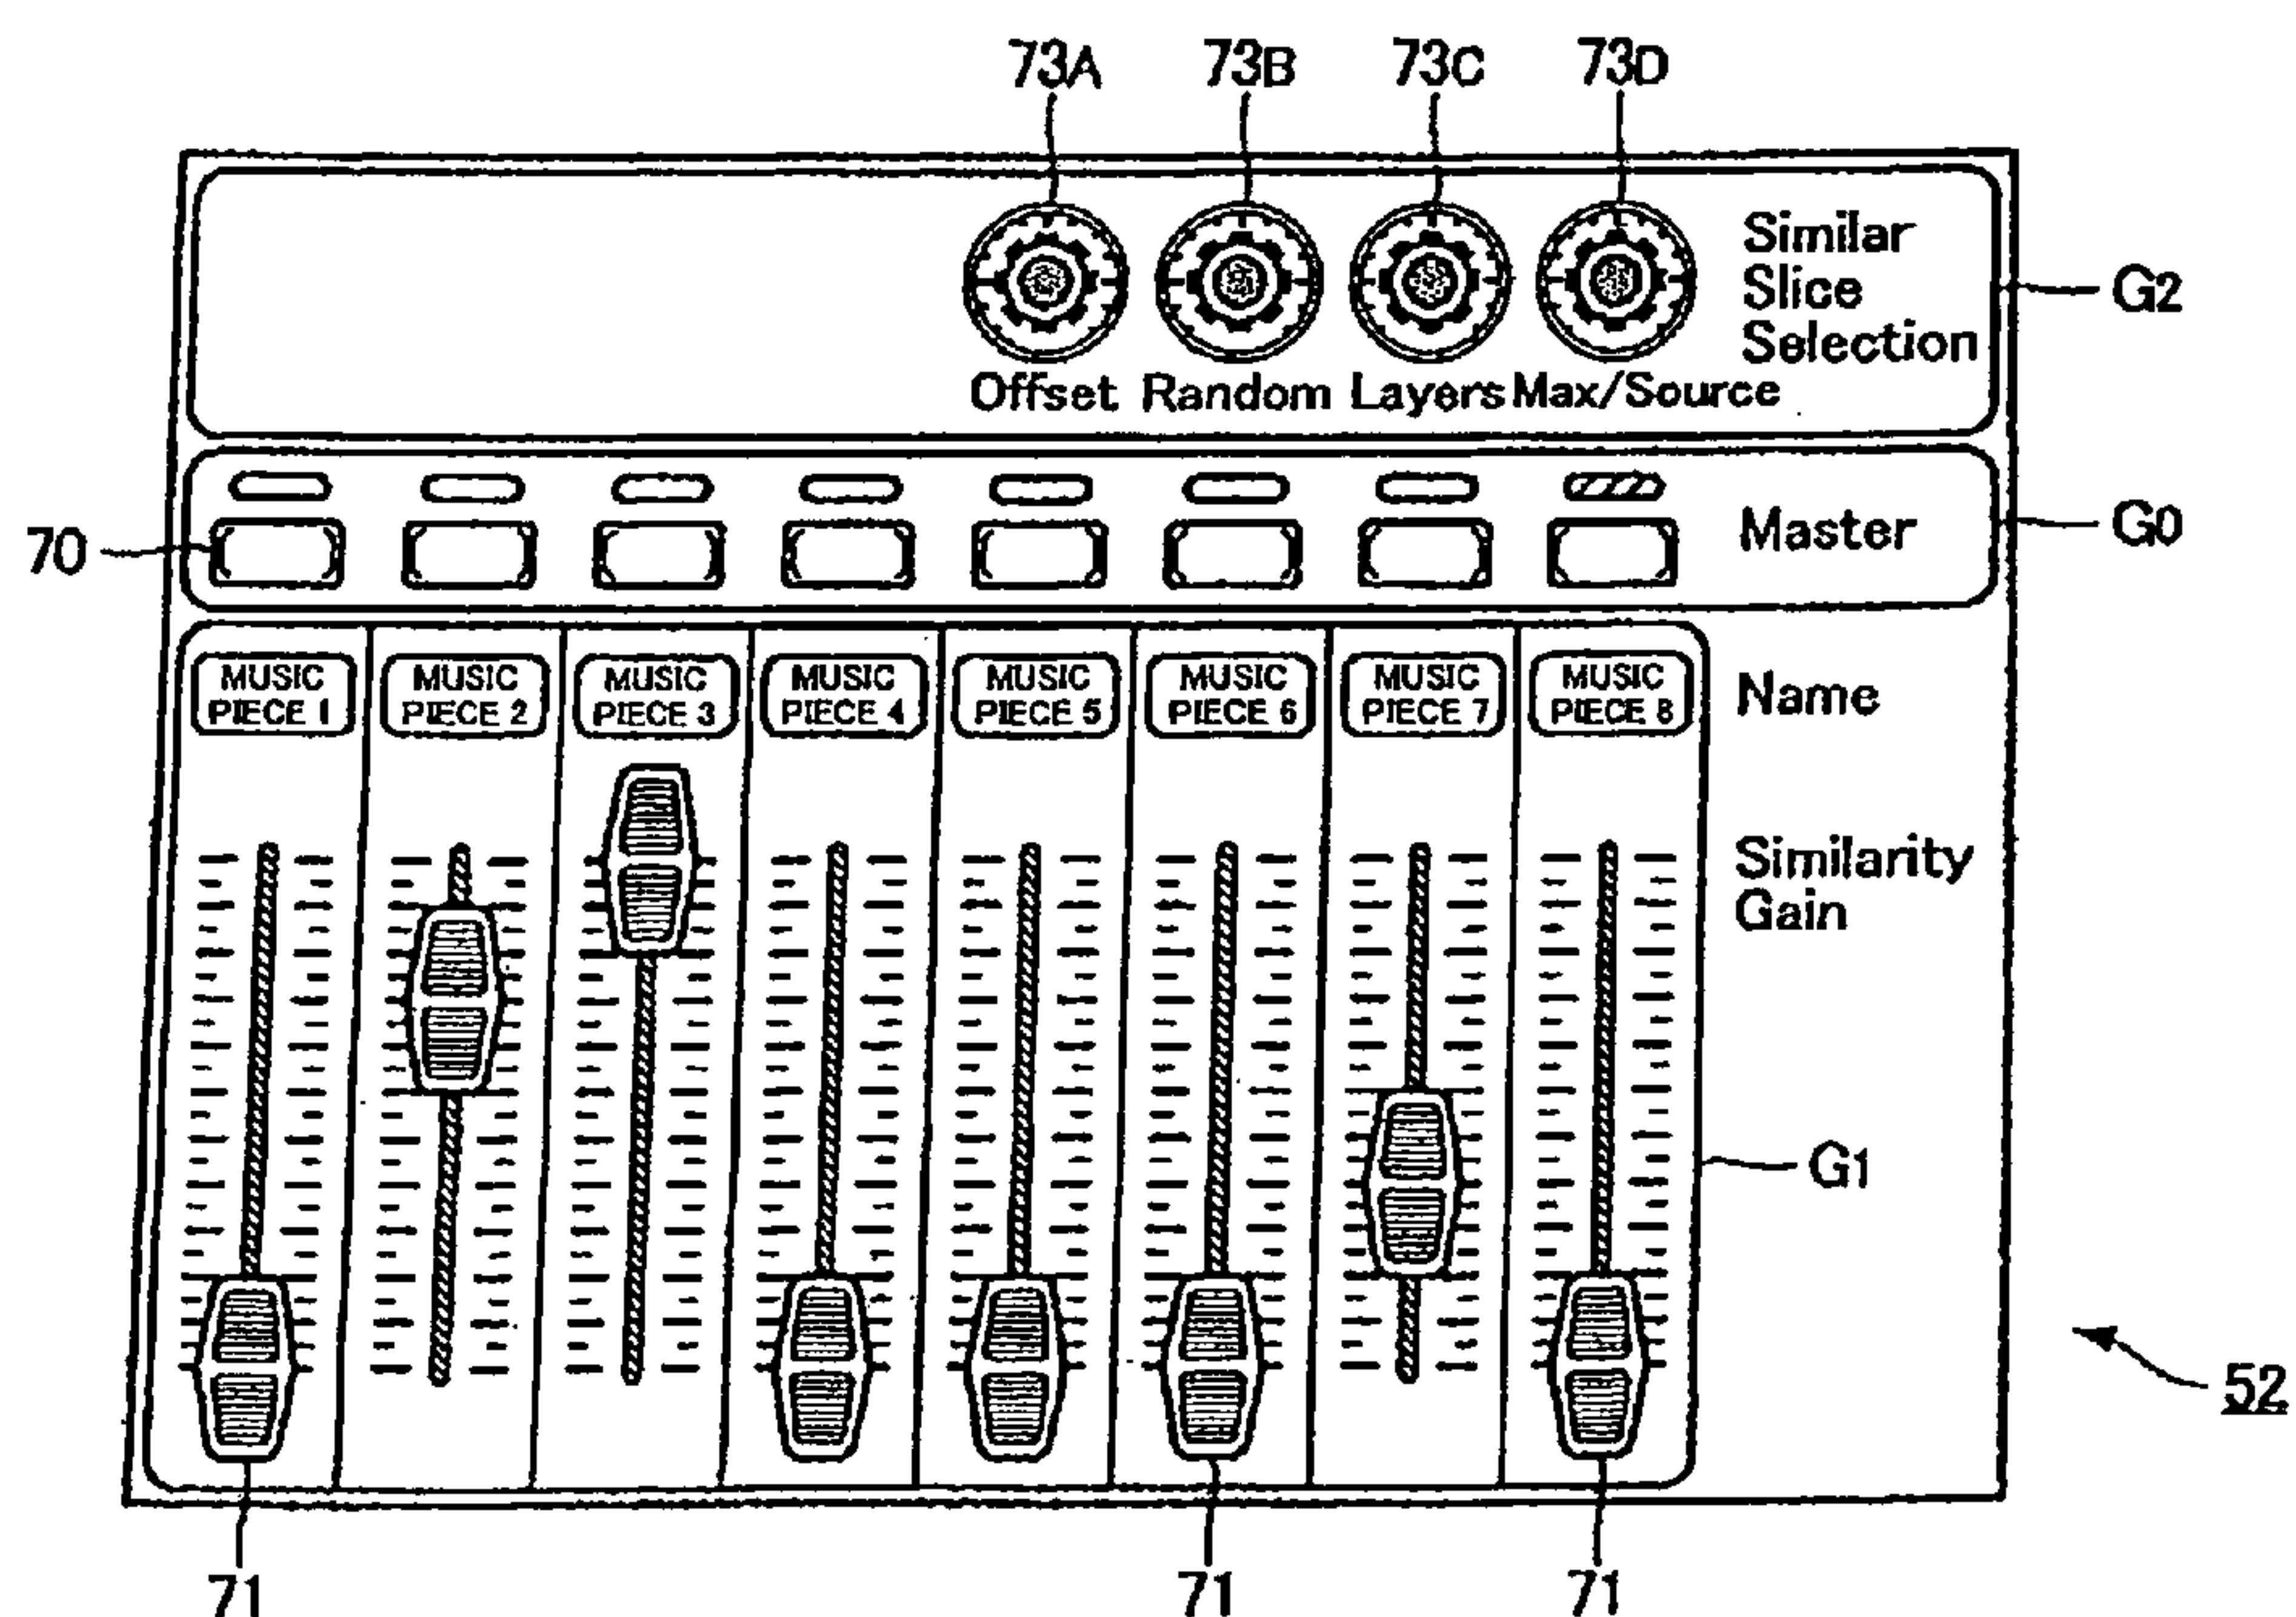 73A 73B 73C 73D
Similar
Slice
Selection
G2
Offset Random Layers Max/Source
70
Master
G0
MUSIC PIECE 1
MUSIC PIECE 2
MUSIC PIECE 3
MUSIC PIECE 4
MUSIC PIECE 5
MUSIC PIECE 6
MUSIC PIECE 7
MUSIC PIECE 8
Name
Similarity
Gain
G1
52
71 71 71